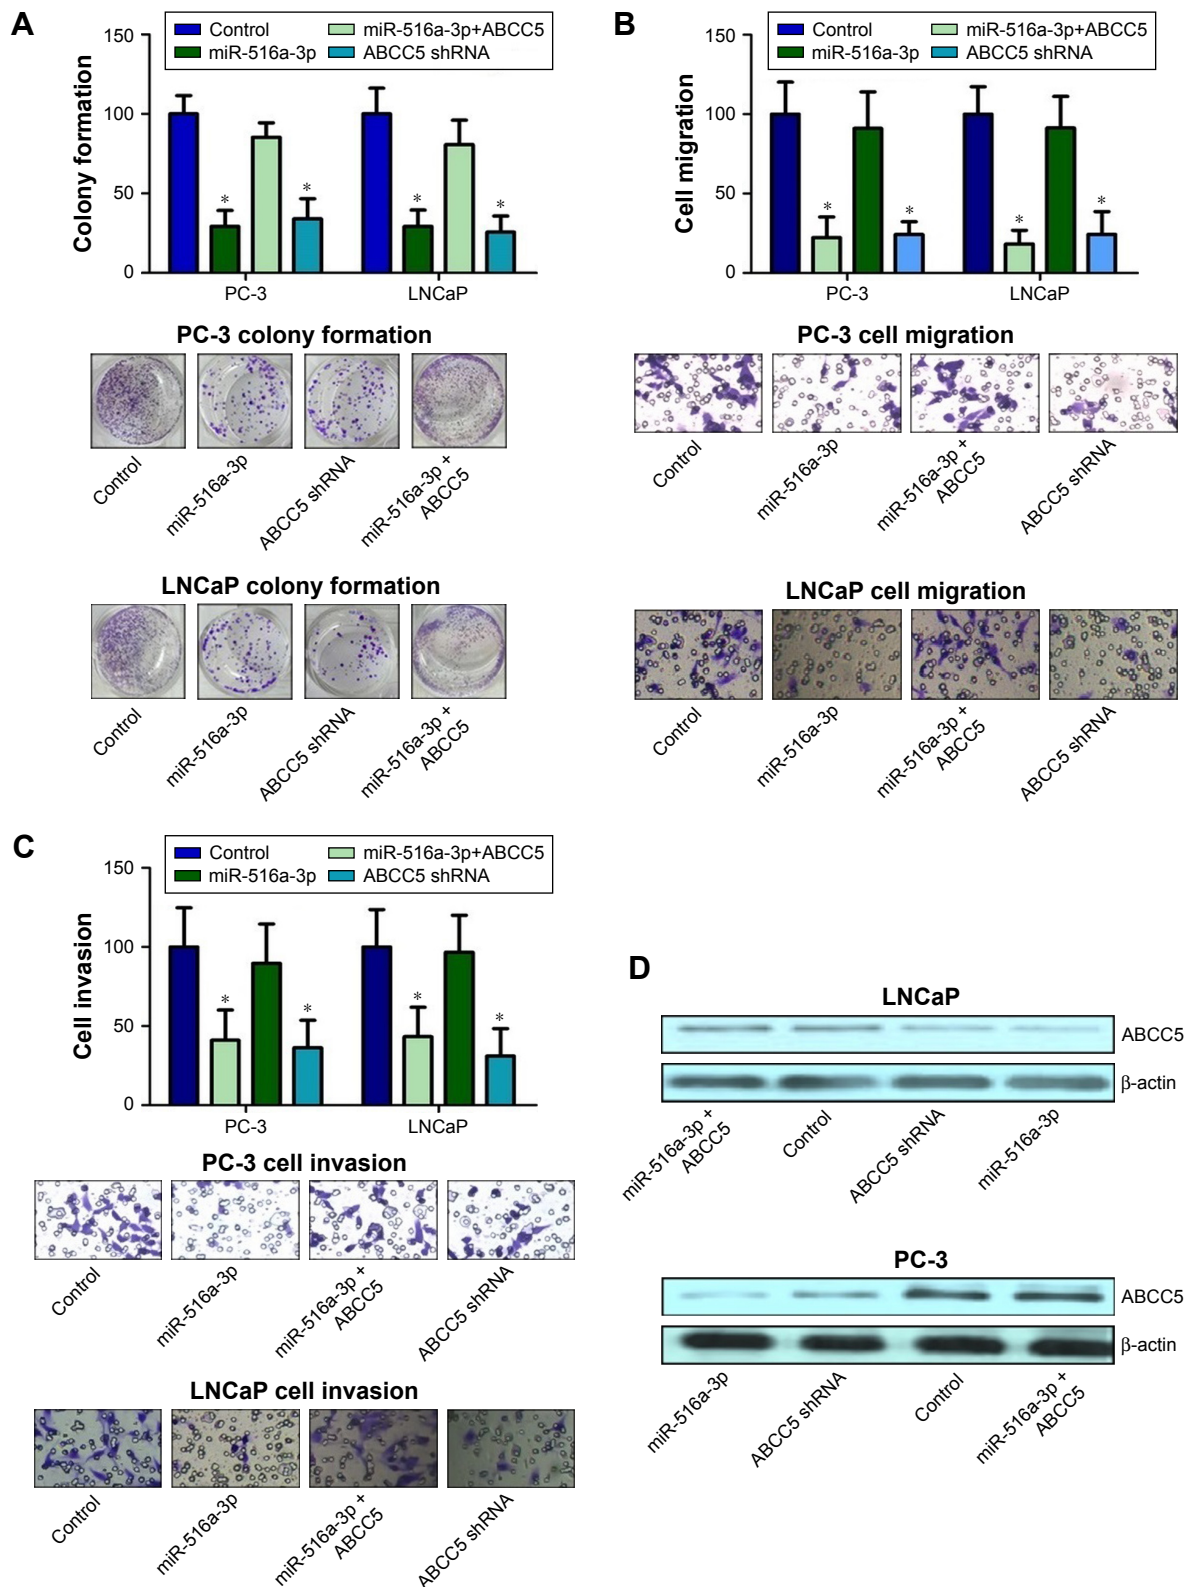 A
Control
miR-516a-3p+ABCC5
miR-516a-3p
ABCC5 shRNA
150
100
50
0
Colony formation
*
*
*
*
PC-3
LNCaP
PC-3 colony formation
Control
miR-516a-3p
ABCC5 shRNA
miR-516a-3p +
ABCC5
LNCaP colony formation
Control
miR-516a-3p
ABCC5 shRNA
miR-516a-3p +
ABCC5
B
Control
miR-516a-3p+ABCC5
miR-516a-3p
ABCC5 shRNA
150
100
50
0
Cell migration
*
*
*
*
PC-3
LNCaP
PC-3 cell migration
Control
miR-516a-3p
miR-516a-3p +
ABCC5
ABCC5 shRNA
LNCaP cell migration
Control
miR-516a-3p
miR-516a-3p +
ABCC5
ABCC5 shRNA
C
Control
miR-516a-3p+ABCC5
miR-516a-3p
ABCC5 shRNA
150
100
50
0
Cell invasion
*
*
*
*
PC-3
LNCaP
PC-3 cell invasion
Control
miR-516a-3p
miR-516a-3p +
ABCC5
ABCC5 shRNA
LNCaP cell invasion
Control
miR-516a-3p
miR-516a-3p +
ABCC5
ABCC5 shRNA
D
LNCaP
ABCC5
β-actin
miR-516a-3p +
ABCC5
Control
ABCC5 shRNA
miR-516a-3p
PC-3
ABCC5
β-actin
miR-516a-3p
ABCC5 shRNA
Control
miR-516a-3p +
ABCC5